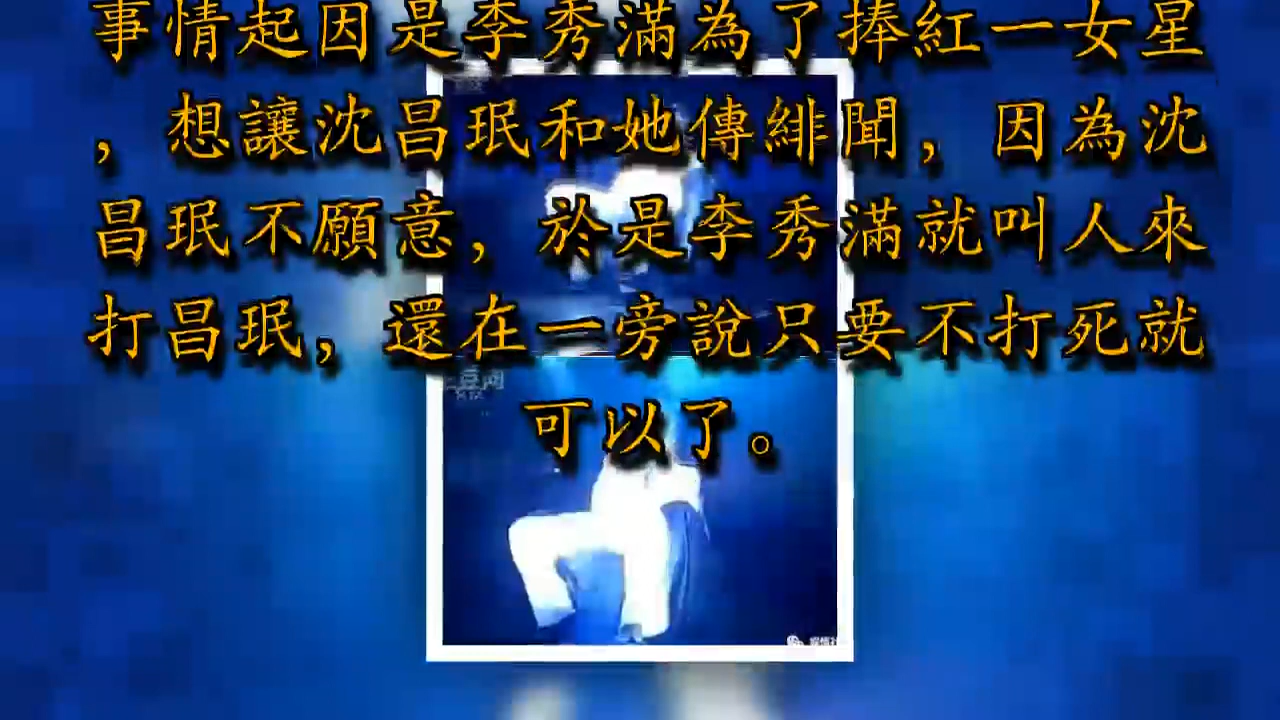 事情起因是李秀滿為了捧紅一女星
，想讓沈昌珉和她傳緋聞，因為沈
昌珉不願意，於是李秀滿就叫人來
打昌珉，還在一旁說只要不打死就
可以了。